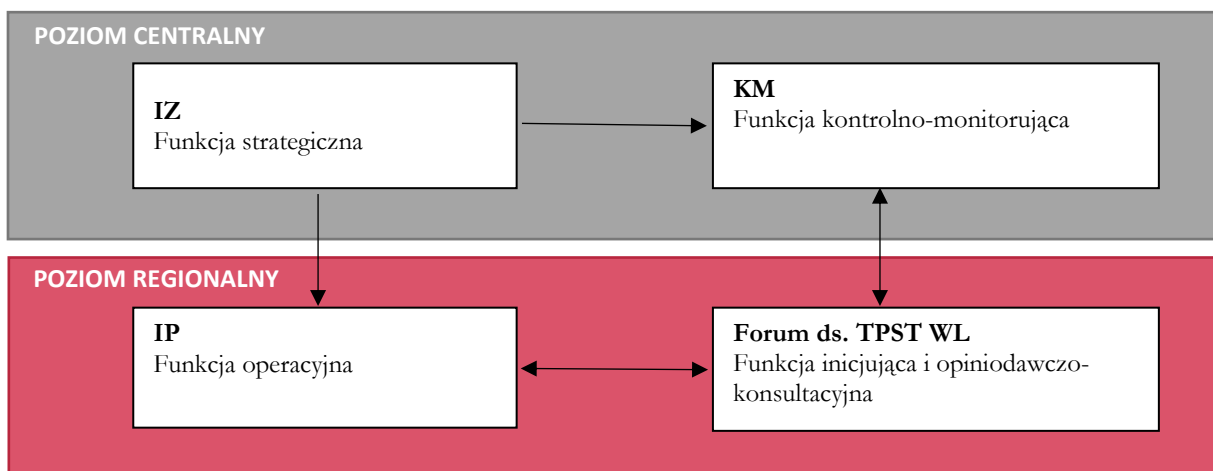 POZIOM CENTRALNY
IZ
Funkcja strategiczna
KM
Funkcja kontrolno-monitorująca
POZIOM REGIONALNY
IP
Funkcja operacyjna
Forum ds. TPST WL
Funkcja inicjująca i opiniodawczo-
konsultacyjna